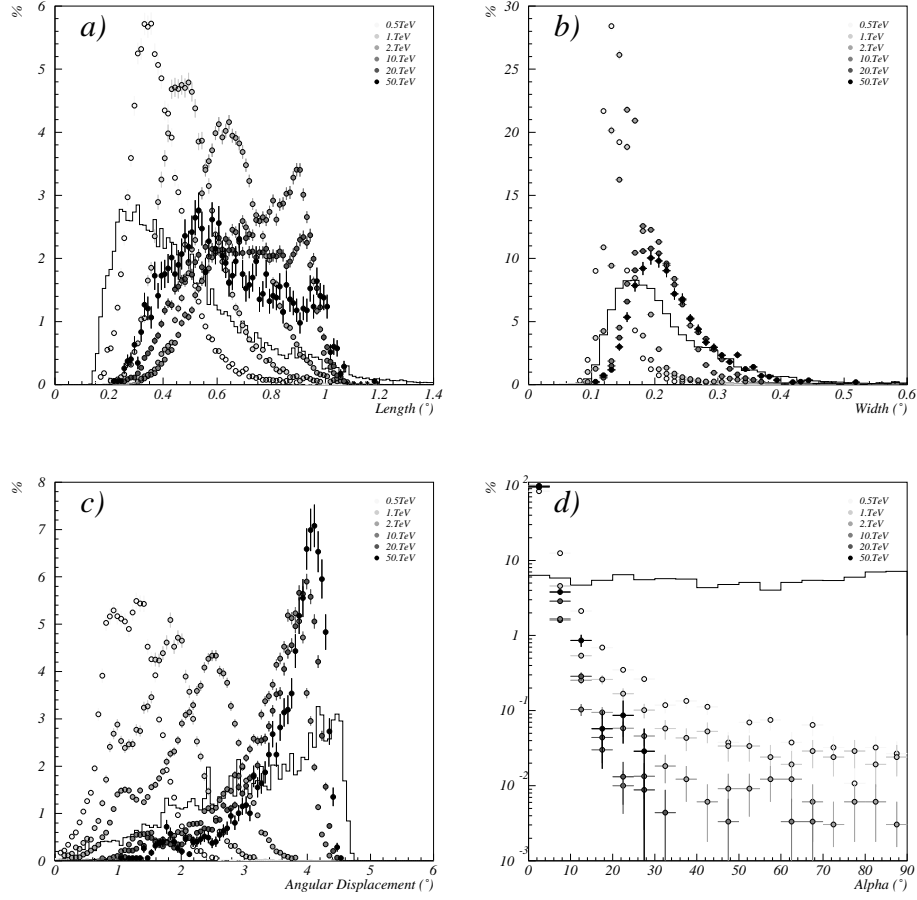 %
a)
0.5TeV
1.TeV
2.TeV
10.TeV
20.TeV
50.TeV
6
5
4
3
2
1
0
0 0.2 0.4 0.6 0.8 1 1.2 1.4
Length (°)
%
b)
0.5TeV
1.TeV
2.TeV
10.TeV
20.TeV
50.TeV
30
25
20
15
10
5
0
0 0.1 0.2 0.3 0.4 0.5 0.6
Width (°)
%
c)
0.5TeV
1.TeV
2.TeV
10.TeV
20.TeV
50.TeV
8
7
6
5
4
3
2
1
0
0 1 2 3 4 5 6
Angular Displacement (°)
%
d)
0.5TeV
1.TeV
2.TeV
10.TeV
20.TeV
50.TeV
10 2
10
1
10 -1
10 -2
10 -3
0 10 20 30 40 50 60 70 80 90
Alpha (°)